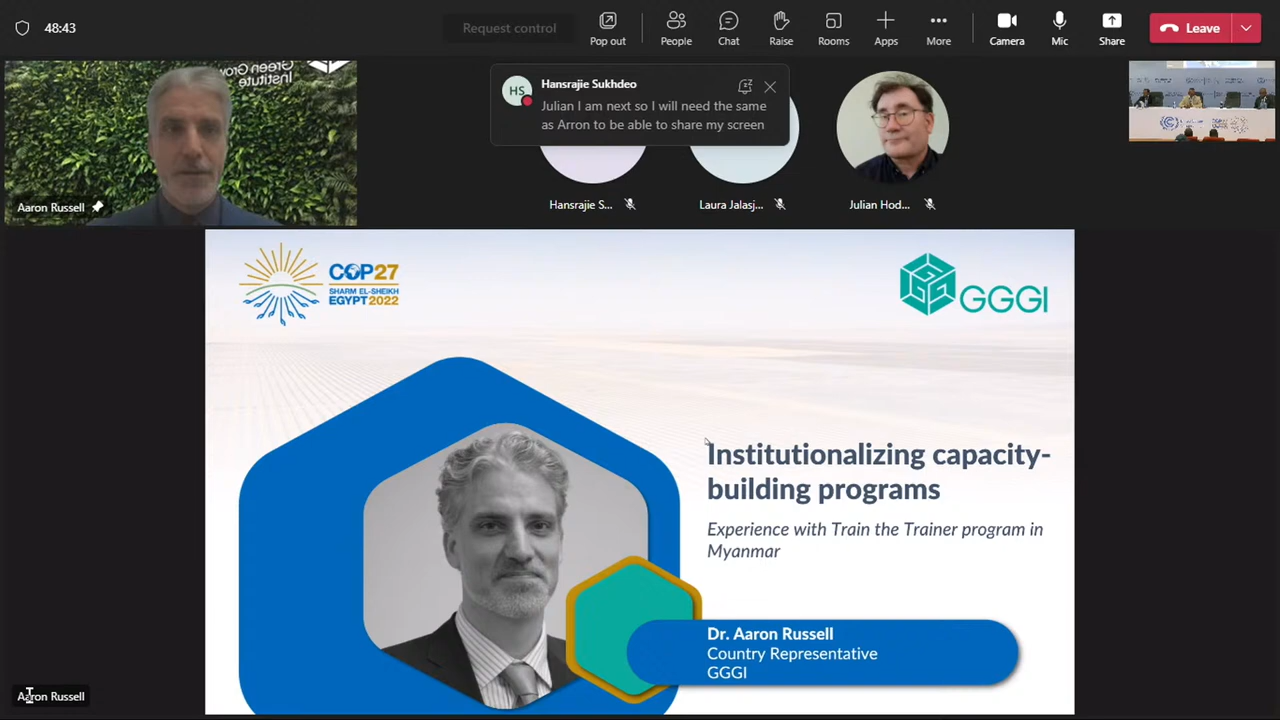 48:43
Request control
Pop out
People
Chat
Raise
Rooms
Apps
More
Camera
Mic
Share
Leave
Green Grow
Institute
Aaron Russell
HS
Hansrajie Sukhdeo
Julian I am next so I will need the same
as Arron to be able to share my screen
Hansrajie S...
Laura Jalasj...
Julian Hod...
COP27
SHARM EL-SHEIKH
EGYPT 2022
GGGI
Institutionalizing capacity-
building programs
Experience with Train the Trainer program in
Myanmar
Dr. Aaron Russell
Country Representative
GGGI
Aaron Russell